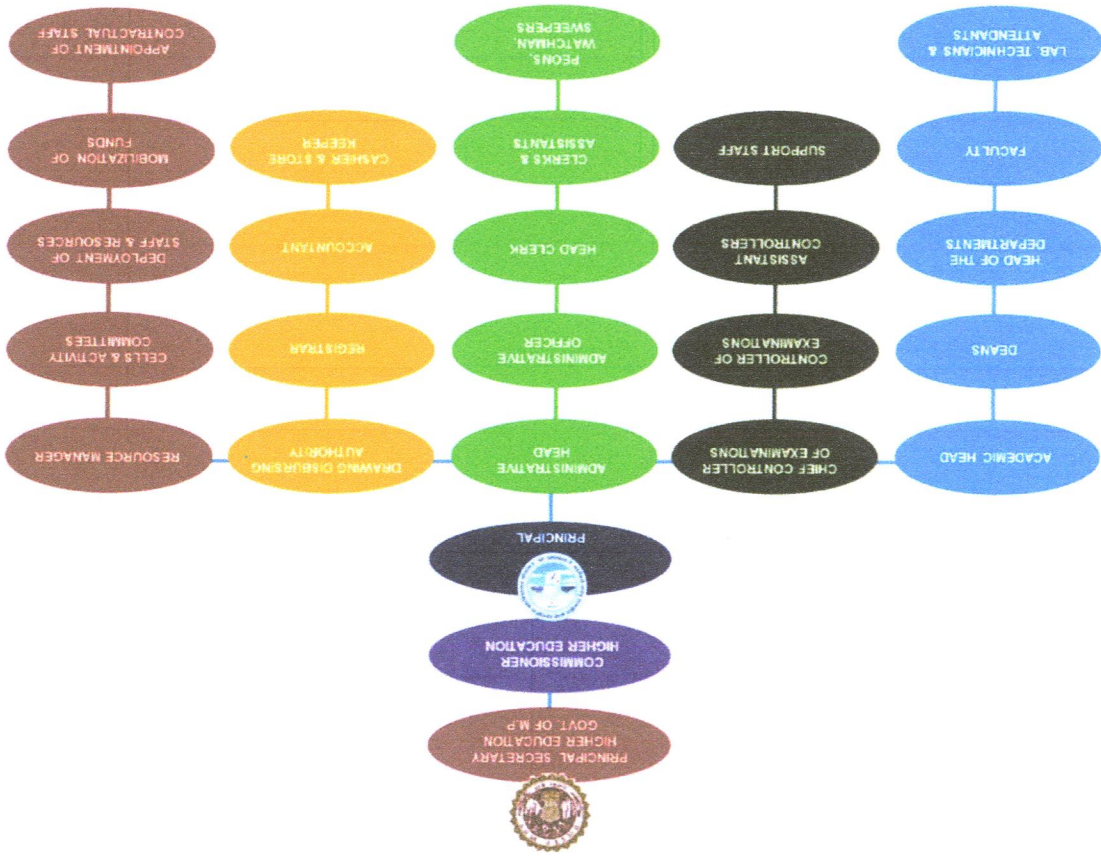 PRINCIPAL SECRETARY
HIGHER EDUCATION
GOVT. OF M.P
COMMISSIONER
HIGHER EDUCATION
PRINCIPAL
ACADEMIC HEAD
CHIEF CONTROLLER
OF EXAMINATIONS
ADMINISTRATIVE
HEAD
DRAWING DISBURSING
AUTHORITY
RESOURCE MANAGER
DEANS
CONTROLLER OF
EXAMINATIONS
ADMINISTRATIVE
OFFICER
REGISTRAR
CELLS & ACTIVITY
COMMITTEES
HEAD OF THE
DEPARTMENTS
ASSISTANT
CONTROLLERS
HEAD CLERK
ACCOUNTANT
DEPLOYMENT OF
STAFF & RESOURCES
FACULTY
SUPPORT STAFF
CLERKS &
ASSISTANTS
CASHIER & STORE
KEEPER
MOBILIZATION OF
FUNDS
LAB. TECHNICIANS &
ATTENDANTS
PEONS,
WATCHMAN,
SWEEPERS
APPOINTMENT OF
CONTRACTUAL STAFF